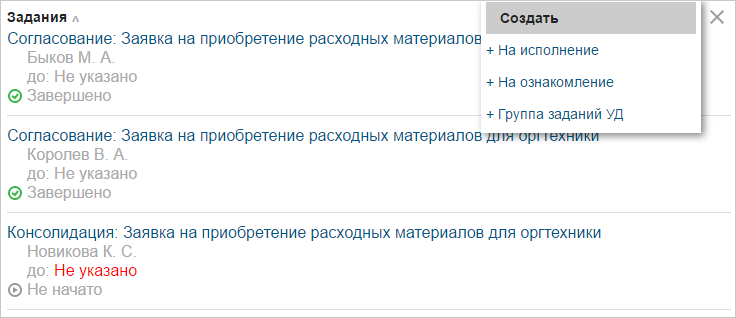 Задания ^
Согласование: Заявка на приобретение расходных материалов
Быков М. А.
до: Не указано
Завершено
Создать
+ На исполнение
+ На ознакомление
+ Группа заданий УД
Согласование: Заявка на приобретение расходных материалов для оргтехники
Королев В. А.
до: Не указано
Завершено
Консолидация: Заявка на приобретение расходных материалов для оргтехники
Новикова К. С.
до: Не указано
Не начато